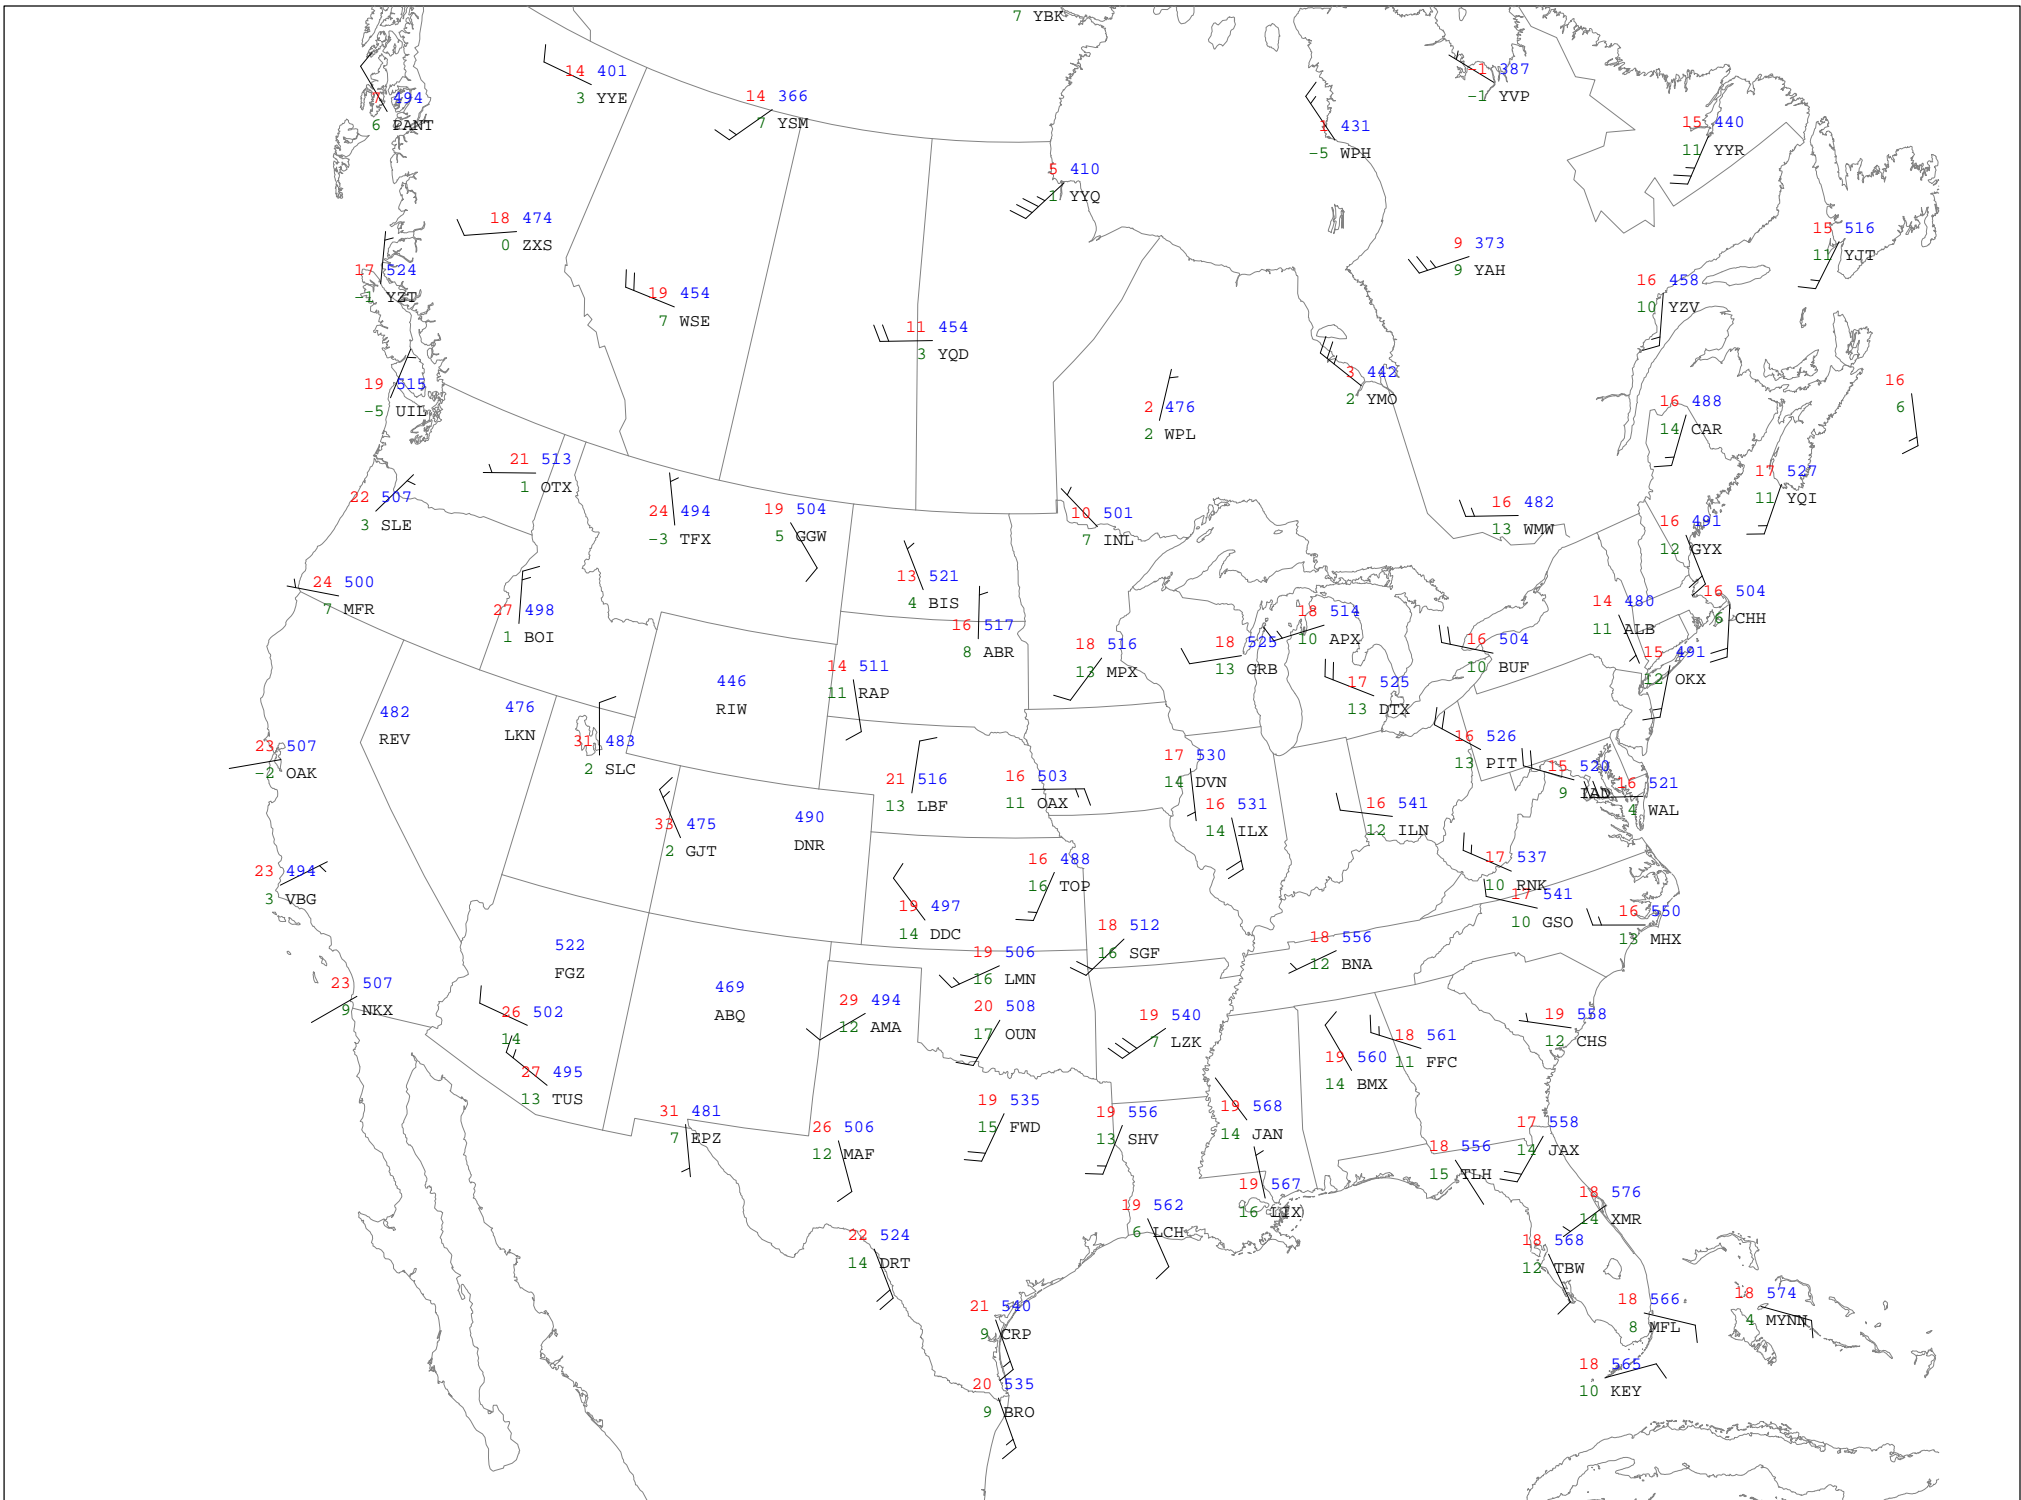 7 YBK
14 401
3 YYE
-1 387
-1 YVP
7 494
6 PANT
14 366
7 YSM
1 431
-5 WPH
15 440
11 YYR
5 410
1 YYQ
18 474
0 ZXS
9 373
9 YAH
15 516
11 YJT
17 524
-1 YZT
19 454
7 WSE
16 458
10 YZV
11 454
3 YQD
3 442
2 YMO
19 515
-5 UIL
2 476
2 WPL
16 488
14 CAR
16
6
21 513
1 OTX
17 527
11 YQI
22 507
3 SLE
24 494
-3 TFX
19 504
5 GGW
10 501
7 INL
16 482
13 WMW
16 491
12 GYX
24 500
7 MFR
13 521
4 BIS
16 504
6 CHH
27 498
1 BOI
16 517
8 ABR
18 514
10 APX
14 480
11 ALB
18 516
13 MPX
18 525
13 GRB
16 504
10 BUF
15 491
12 OKX
14 511
11 RAP
446
RIW
17 525
13 DTX
482
REV
476
LKN
31 483
2 SLC
16 526
13 PIT
23 507
-2 OAK
21 516
13 LBF
16 503
11 OAX
17 530
14 DVN
15 520
9 IAD
16 521
4 WAL
16 531
14 ILX
16 541
12 ILN
33 475
2 GJT
490
DNR
23 494
3 VBG
16 488
16 TOP
17 537
10 RNK
19 497
14 DDC
17 541
10 GSO
16 550
13 MHX
18 512
16 SGF
18 556
12 BNA
522
FGZ
19 506
16 LMN
23 507
9 NKX
469
ABQ
29 494
12 AMA
26 502
14
20 508
17 OUN
19 540
7 LZK
19 558
12 CHS
18 561
11 FFC
19 560
14 BMX
27 495
13 TUS
31 481
7 EPZ
19 535
15 FWD
19 556
13 SHV
19 568
14 JAN
26 506
12 MAF
17 558
14 JAX
18 556
15 TLH
19 567
16 LIX
18 576
14 XMR
19 562
6 LCH
22 524
14 DRT
18 568
12 TBW
21 540
9 CRP
18 566
8 MFL
18 574
4 MYNN
18 565
10 KEY
20 535
9 BRO